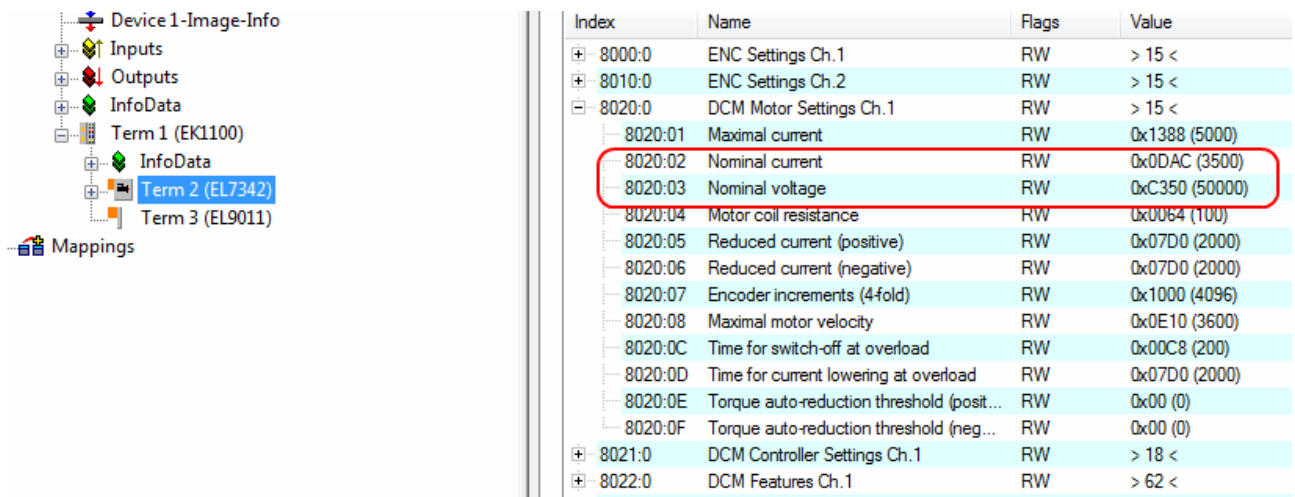 Device 1-Image-Info
Inputs
Outputs
InfoData
Term 1 (EK1100)
InfoData
Term 2 (EL7342)
Term 3 (EL9011)
Mappings
Index Name Flags Value
8000:0 ENC Settings Ch.1 RW > 15 <
8010:0 ENC Settings Ch.2 RW > 15 <
8020:0 DCM Motor Settings Ch.1 RW > 15 <
8020:01 Maximal current RW 0x1388 (5000)
8020:02 Nominal current RW 0x0DAC (3500)
8020:03 Nominal voltage RW 0xC350 (50000)
8020:04 Motor coil resistance RW 0x0064 (100)
8020:05 Reduced current (positive) RW 0x07D0 (2000)
8020:06 Reduced current (negative) RW 0x07D0 (2000)
8020:07 Encoder increments (4-fold) RW 0x1000 (4096)
8020:08 Maximal motor velocity RW 0x0E10 (3600)
8020:0C Time for switch-off at overload RW 0x00C8 (200)
8020:0D Time for current lowering at overload RW 0x07D0 (2000)
8020:0E Torque auto-reduction threshold (posit... RW 0x00 (0)
8020:0F Torque auto-reduction threshold (neg... RW 0x00 (0)
8021:0 DCM Controller Settings Ch.1 RW > 18 <
8022:0 DCM Features Ch.1 RW > 62 <